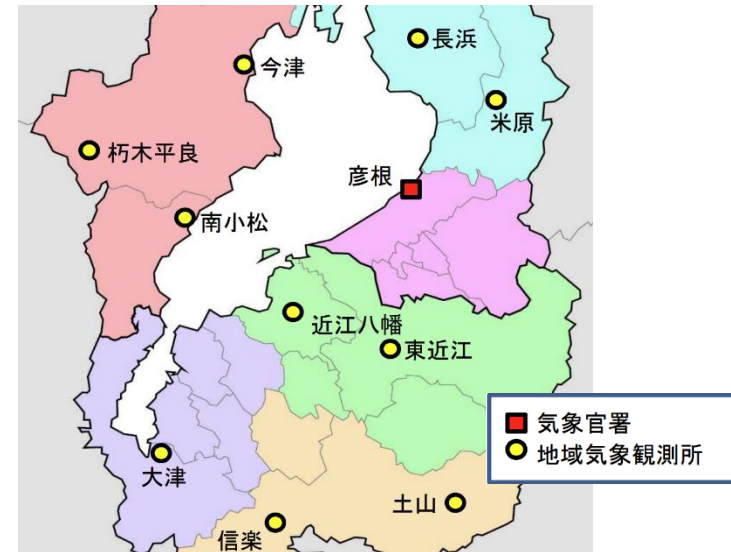 長浜
今津
米原
朽木平良
彦根
南小松
近江八幡
東近江
気象官署
地域気象観測所
大津
土山
信楽